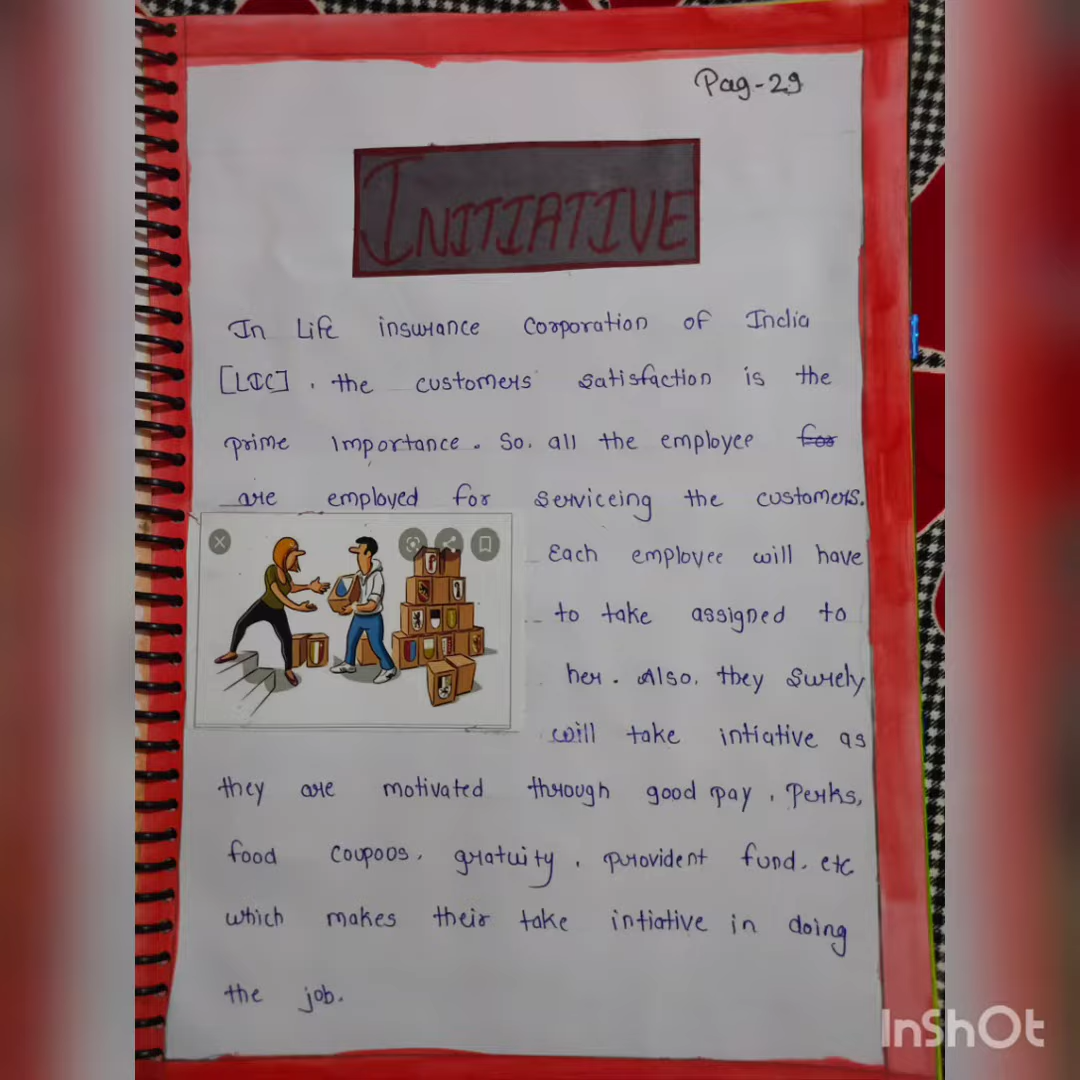 Pag-29
INITIATIVE
In Life insurance Corporation of India
[LIC], the customers satisfaction is the
prime importance. So, all the employee for
are employed for serviceing the customers.
Each employee will have
to take assigned to
her. Also, they surely
will take intiative as
they are motivated through good pay, Perks,
food coupoos, gratuity, provident fund, etc
which makes their take intiative in doing
the job.
InShOt